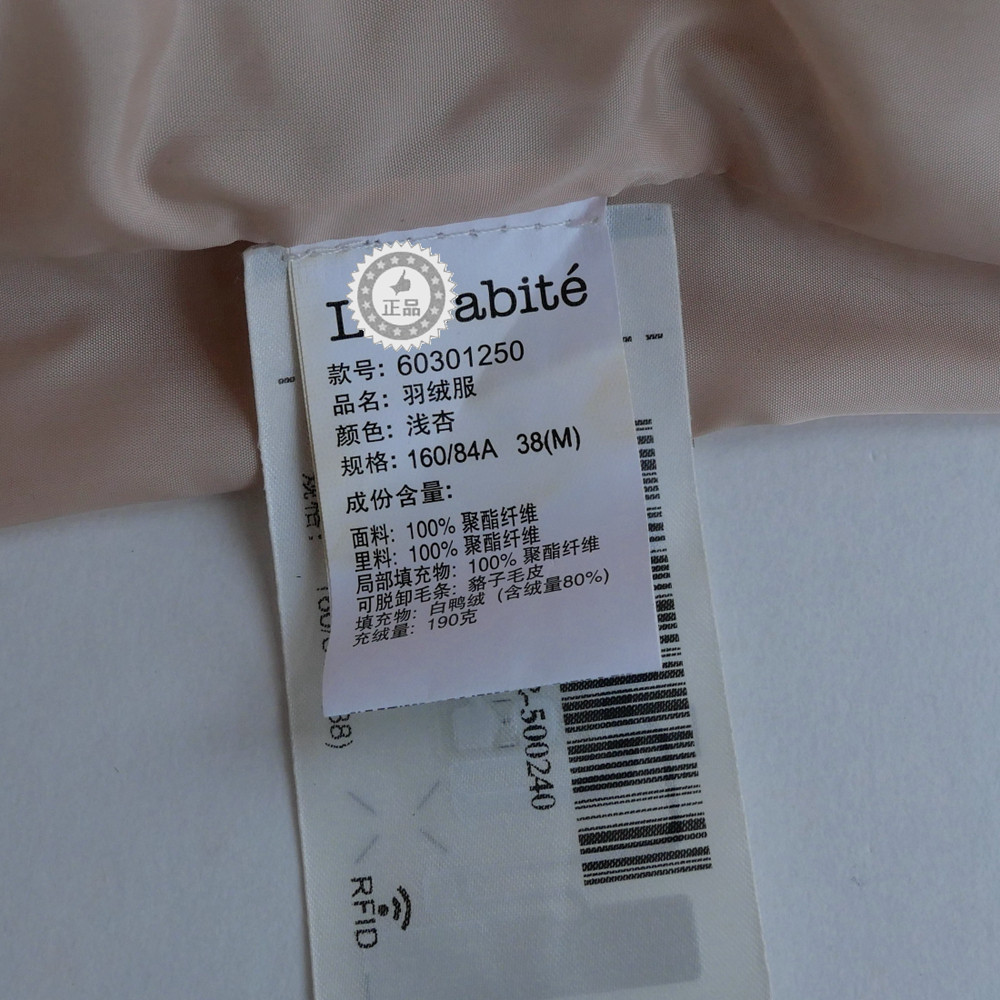 L abité
正品
款号: 60301250
品名: 羽绒服
颜色: 浅杏
规格: 160/84A 38(M)
成份含量:
面料: 100% 聚酯纤维
里料: 100% 聚酯纤维
局部填充物: 100% 聚酯纤维
可脱卸毛条: 貉子毛皮
填充物: 白鸭绒 (含绒量80%)
充绒量: 190克
-500240
RFID